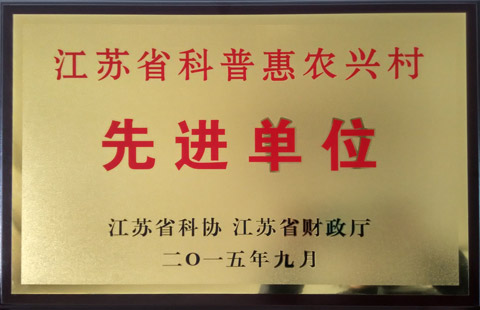 江苏省科普惠农兴村
先进单位
江苏省科协 江苏省财政厅
二〇一五年九月